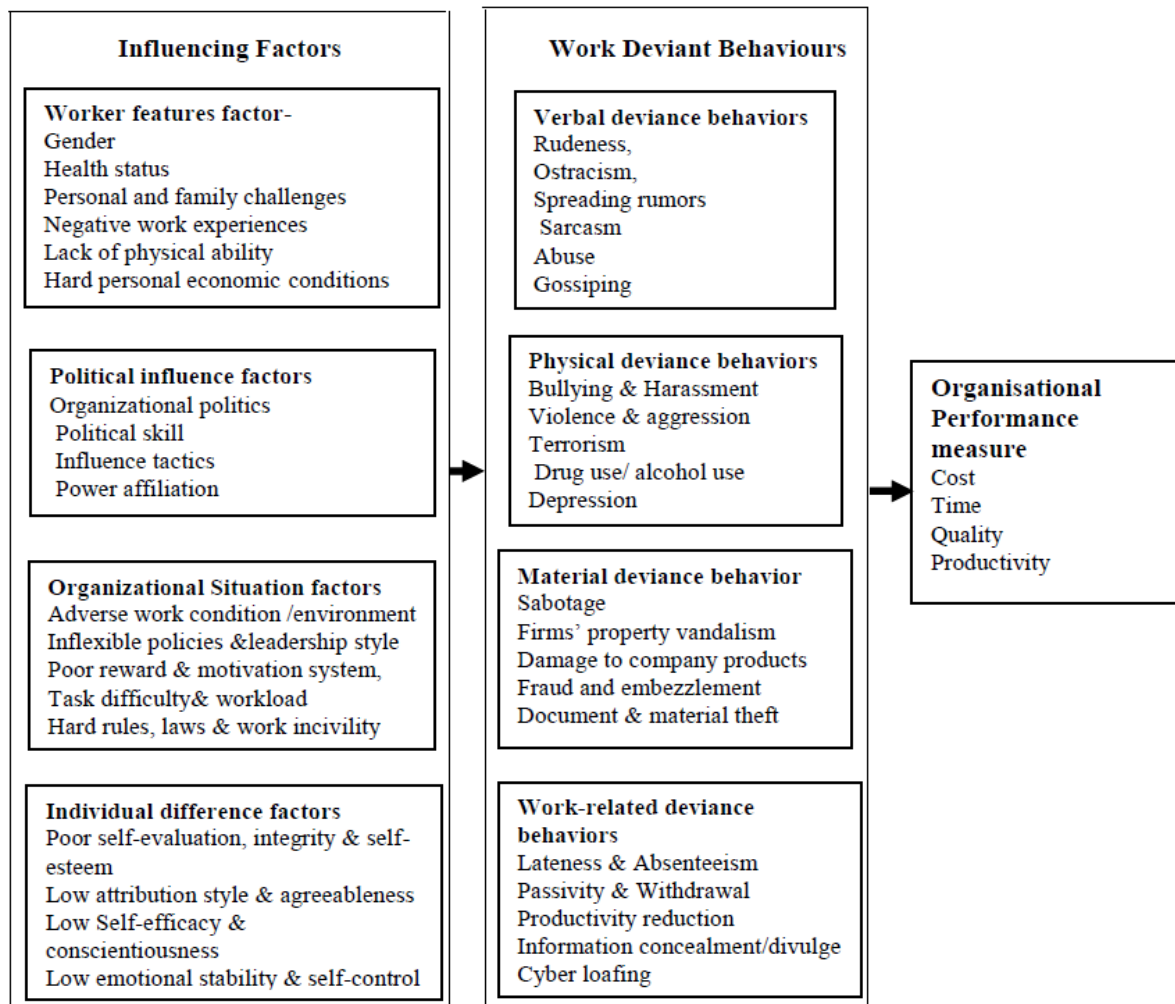 Influencing Factors
Worker features factor-
Gender
Health status
Personal and family challenges
Negative work experiences
Lack of physical ability
Hard personal economic conditions
Political influence factors
Organizational politics
Political skill
Influence tactics
Power affiliation
Organizational Situation factors
Adverse work condition /environment
Inflexible policies &leadership style
Poor reward & motivation system,
Task difficulty& workload
Hard rules, laws & work incivility
Individual difference factors
Poor self-evaluation, integrity & self-
esteem
Low attribution style & agreeableness
Low Self-efficacy &
conscientiousness
Low emotional stability & self-control
Work Deviant Behaviours
Verbal deviance behaviors
Rudeness,
Ostracism,
Spreading rumors
Sarcasm
Abuse
Gossiping
Physical deviance behaviors
Bullying & Harassment
Violence & aggression
Terrorism
Drug use/ alcohol use
Depression
Material deviance behavior
Sabotage
Firms’ property vandalism
Damage to company products
Fraud and embezzlement
Document & material theft
Work-related deviance
behaviors
Lateness & Absenteeism
Passivity & Withdrawal
Productivity reduction
Information concealment/divulge
Cyber loafing
Organisational
Performance
measure
Cost
Time
Quality
Productivity